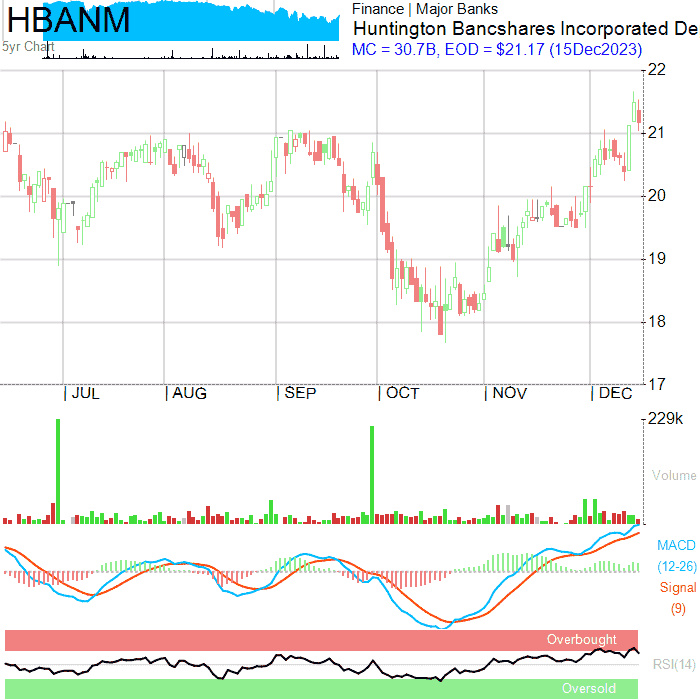 HBANM
5yr Chart
Finance | Major Banks
Huntington Bancshares Incorporated De
MC = 30.7B, EOD = $21.17 (15Dec2023)
22
21
20
19
18
17
JUL AUG SEP OCT NOV DEC
229k
Volume
MACD
(12-26)
Signal
(9)
Overbought
RSI(14)
Oversold